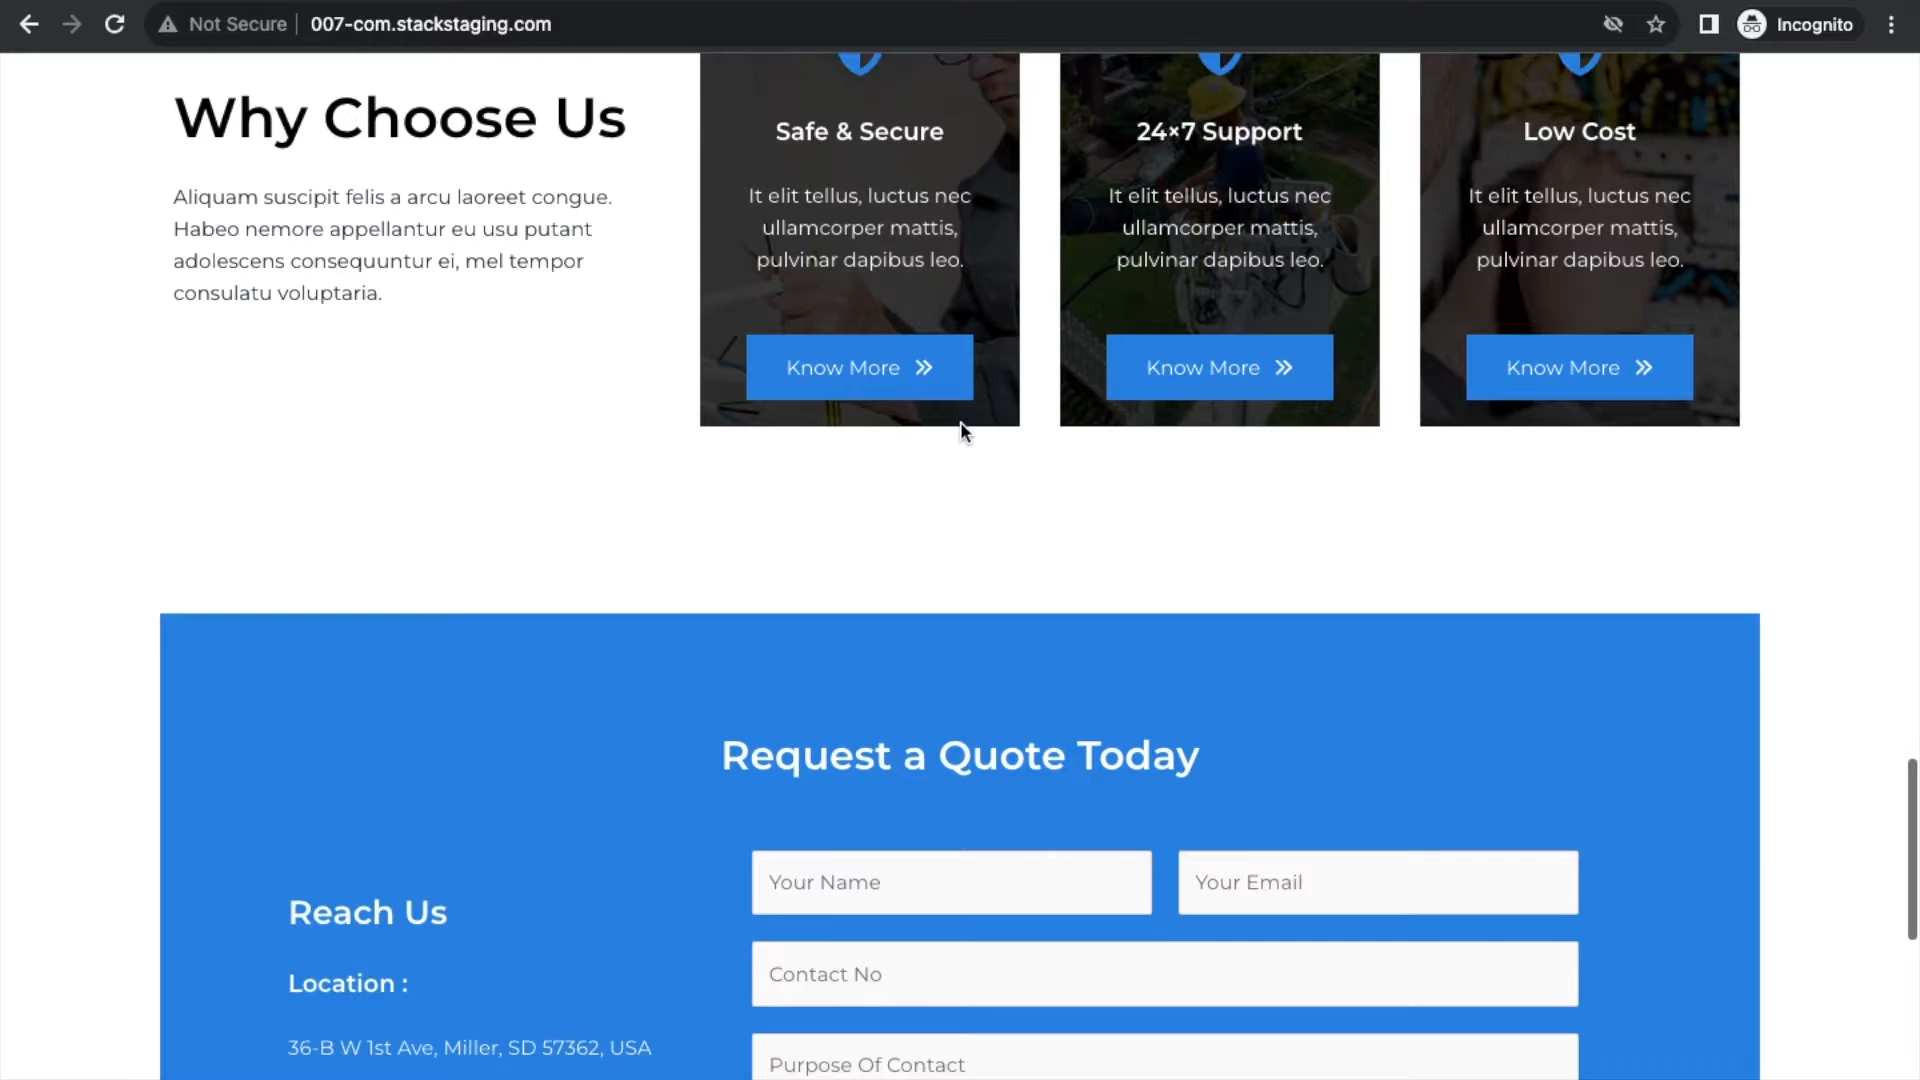 Not Secure
007-com.stackstaging.com
Incognito
Why Choose Us
Aliquam suscipit felis a arcu laoreet congue.
Habeo nemore appellantur eu usu putant
adolescens consequuntur ei, mel tempor
consulatu voluptaria.
Safe & Secure
It elit tellus, luctus nec
ullamcorper mattis,
pulvinar dapibus leo.
Know More
24×7 Support
It elit tellus, luctus nec
ullamcorper mattis,
pulvinar dapibus leo.
Know More
Low Cost
It elit tellus, luctus nec
ullamcorper mattis,
pulvinar dapibus leo.
Know More
Request a Quote Today
Reach Us
Location :
36-B W 1st Ave, Miller, SD 57362, USA
Your Name
Your Email
Contact No
Purpose Of Contact